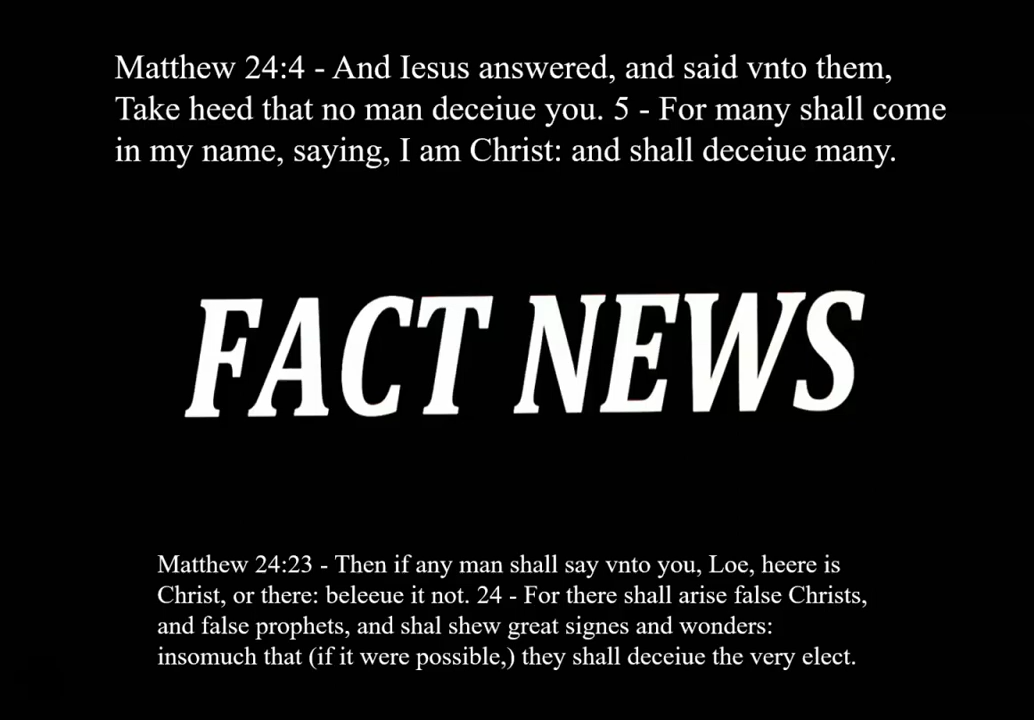 Matthew 24:4 - And Iesus answered, and said vnto them,
Take heed that no man deceiue you. 5 - For many shall come
in my name, saying, I am Christ: and shall deceiue many.
FACT NEWS
Matthew 24:23 - Then if any man shall say vnto you, Loe, heere is
Christ, or there: beleeue it not. 24 - For there shall arise false Christs,
and false prophets, and shal shew great signes and wonders:
insomuch that (if it were possible,) they shall deceiue the very elect.